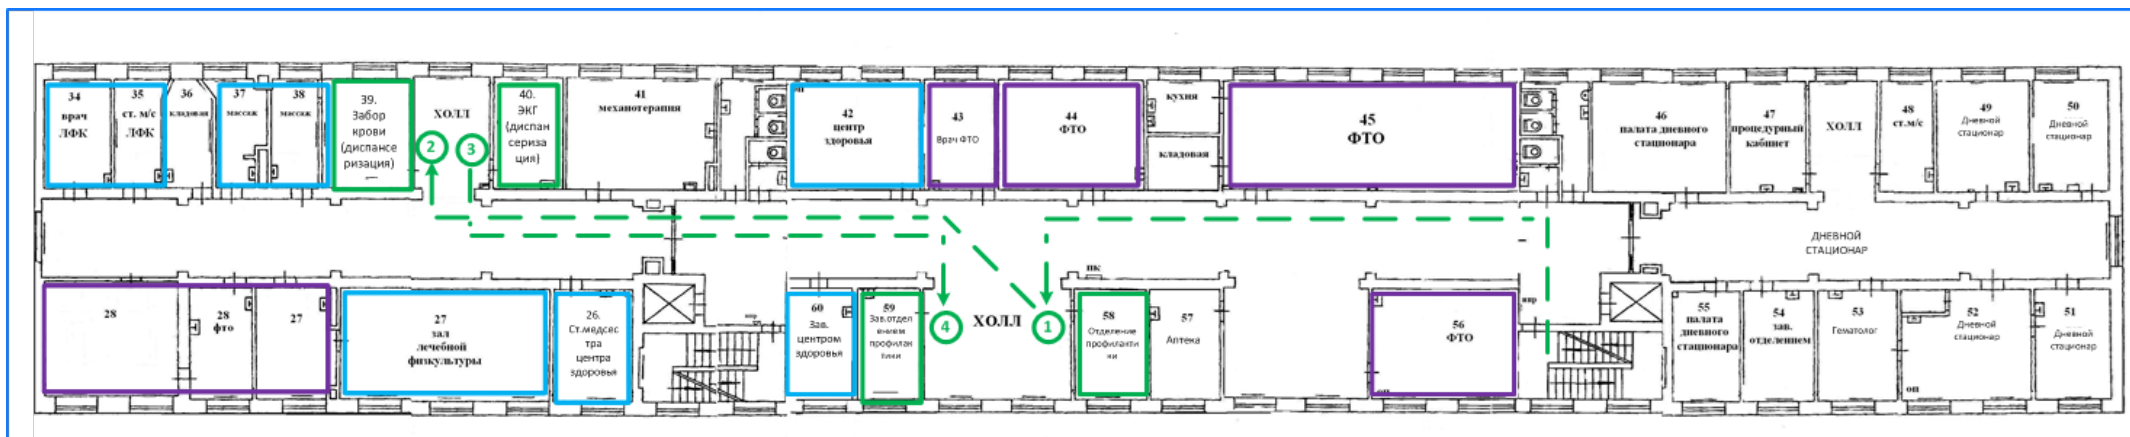 34
врач
ЛФК
35
ст. м/с
ЛФК
36
кладовая
37
массаж
38
массаж
39.
Забор
крови
(диспансе
ризация)
ХОЛЛ
2
3
40.
ЭКГ
(диспан
сериза
ция)
41
механотерапия
42
центр
здоровья
43
Врач ФТО
44
ФТО
кухня
кладовая
45
ФТО
46
палата дневного
стационара
47
процедурный
кабинет
ХОЛЛ
48
ст.м/с
49
Дневной
стационар
50
Дневной
стационар
ДНЕВНОЙ
СТАЦИОНАР
пк
28
28
фто
27
27
зал
лечебной
физкультуры
26.
Ст.медсес
тра
центра
здоровья
60
Зав.
центром
здоровья
59
Зав.отдел
ением
профилак
тики
4
ХОЛЛ
1
58
Отделение
профилакти
ки
57
Аптека
56
ФТО
55
палата
дневного
стационара
54
зав.
отделением
53
Гематолог
52
Дневной
стационар
оп
51
Дневной
стационар